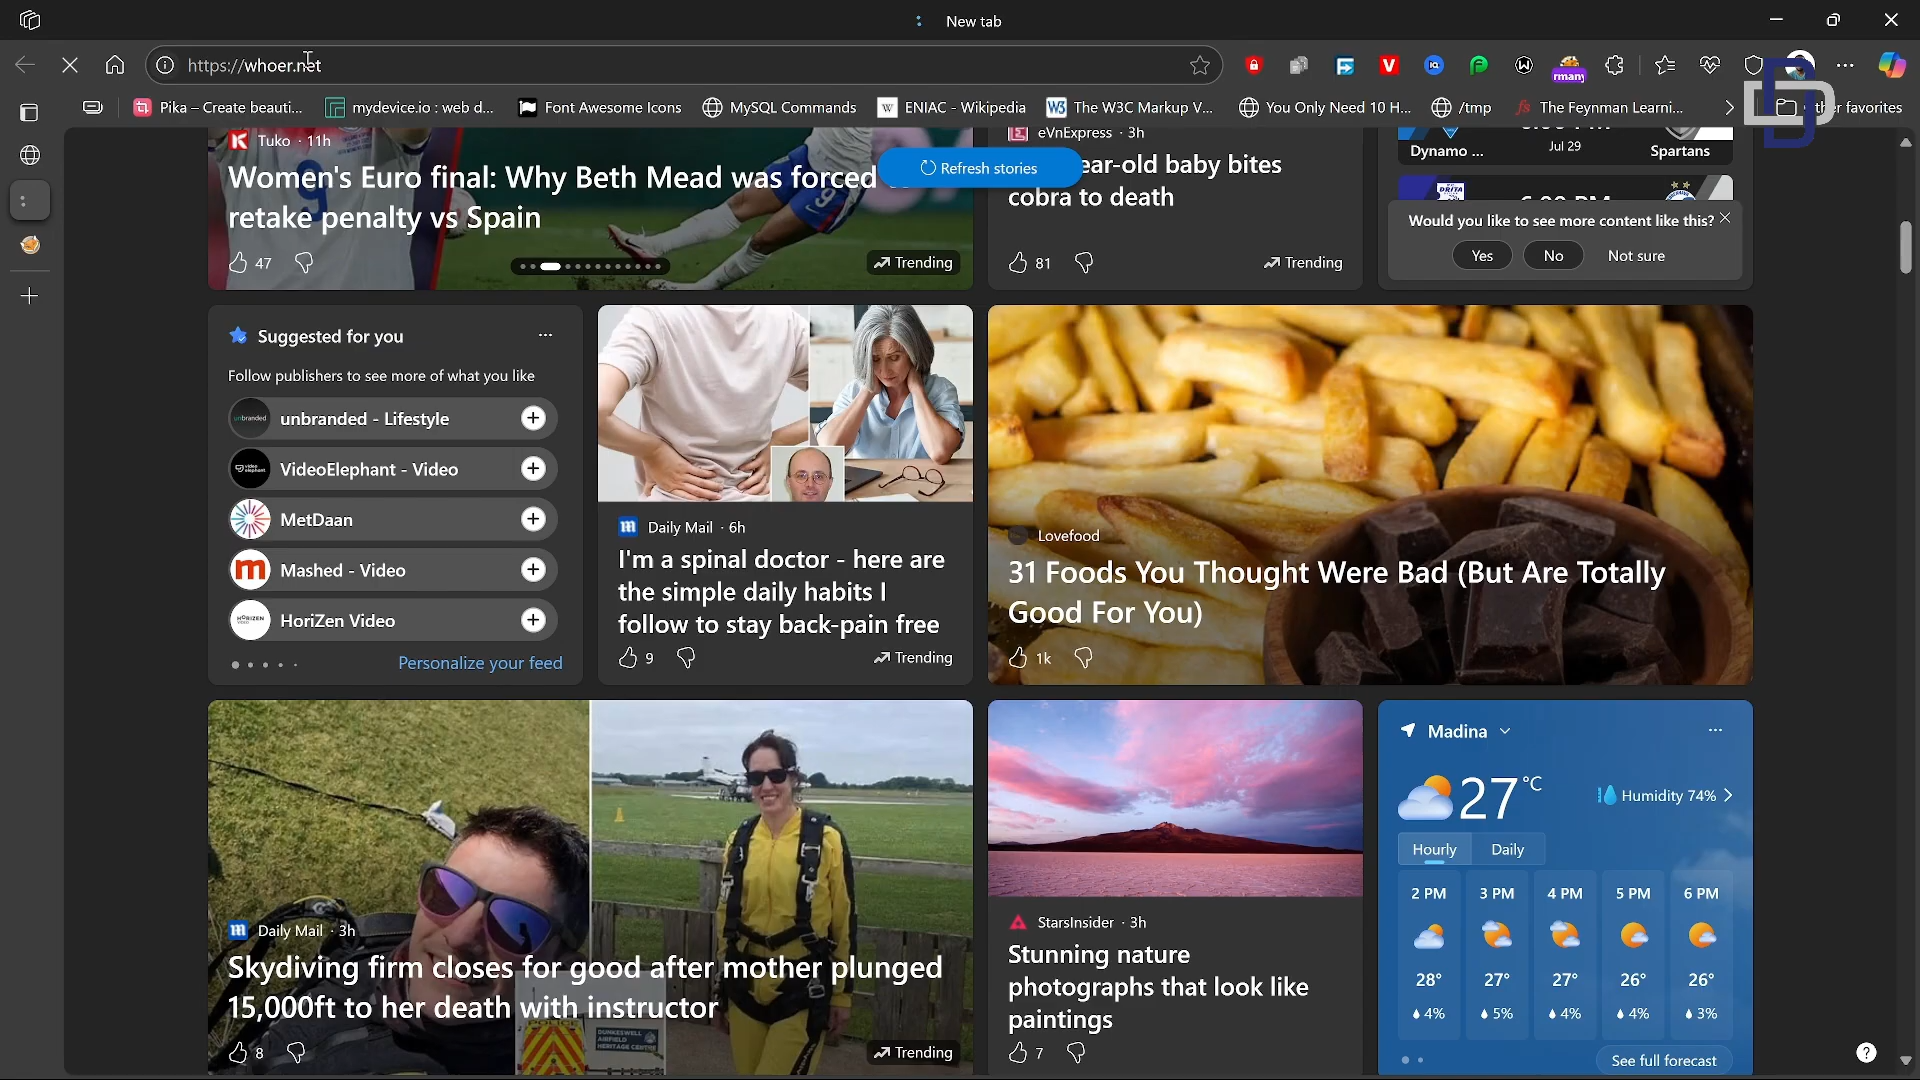 New tab
https://whoer.net
rmany
Pika – Create beauti...
mydevice.io : web d...
Font Awesome Icons
MySQL Commands
ENIAC - Wikipedia
The W3C Markup V...
You Only Need 10 H...
/tmp
The Feynman Learni...
her favorites
Tuko · 11h
Women's Euro final: Why Beth Mead was forced
retake penalty vs Spain
47
Trending
Refresh stories
eVnExpress · 3h
ear-old baby bites
cobra to death
81
Trending
Dynamo ...
Jul 29
Spartans
DRITA
Would you like to see more content like this?
Yes
No
Not sure
Suggested for you
Follow publishers to see more of what you like
unbranded
unbranded - Lifestyle
VideoElephant - Video
MetDaan
Mashed - Video
HORIZEN
HoriZen Video
Personalize your feed
Daily Mail · 6h
I'm a spinal doctor - here are
the simple daily habits I
follow to stay back-pain free
9
Trending
Lovefood
31 Foods You Thought Were Bad (But Are Totally
Good For You)
1k
Daily Mail · 3h
Skydiving firm closes for good after mother plunged
15,000ft to her death with instructor
POLICE
DUNKESWELL
AIRFIELD
HERITAGE CENTRE
8
Trending
StarsInsider · 3h
Stunning nature
photographs that look like
paintings
7
Madina
27°C
Humidity 74%
Hourly
Daily
2 PM 3 PM 4 PM 5 PM 6 PM
28° 27° 27° 26° 26°
4% 5% 4% 4% 3%
See full forecast